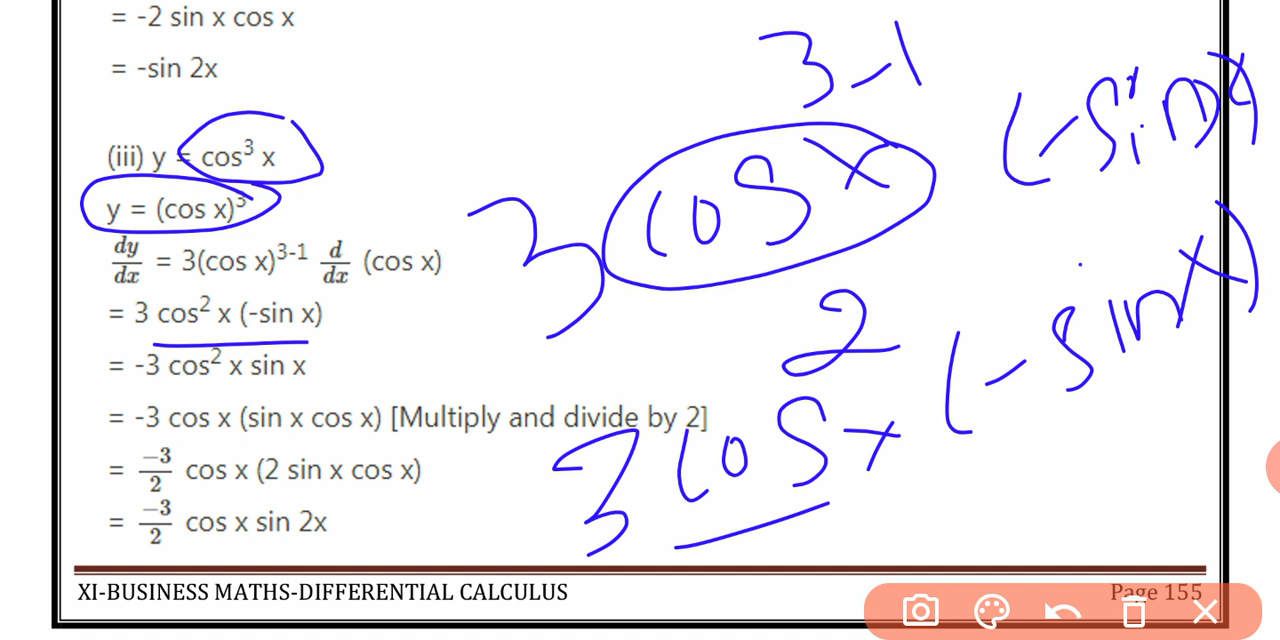 = -2 sin x cos x
= -sin 2x
(iii) y = cos³ x
y = (cos x)³
dy/dx = 3(cos x)³⁻¹ d/dx (cos x)
= 3 cos² x (-sin x)
= -3 cos² x sin x
= -3 cos x (sin x cos x) [Multiply and divide by 2]
= -3/2 cos x (2 sin x cos x)
= -3/2 cos x sin 2x
3 cos x 3-1 (-sin x)
3 cos x 2 (-sin x)
XI-BUSINESS MATHS-DIFFERENTIAL CALCULUS
Page 155